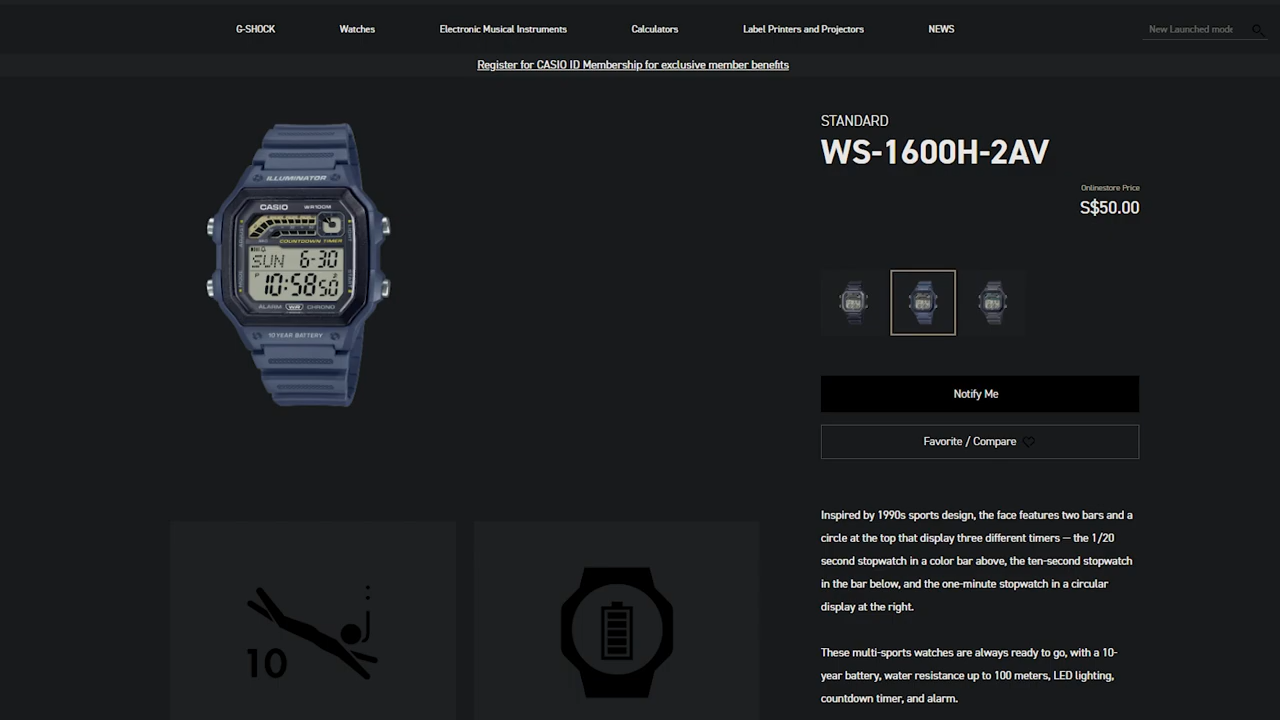 G-SHOCK
Watches
Electronic Musical Instruments
Calculators
Label Printers and Projectors
NEWS
New Launched mode
Register for CASIO ID Membership for exclusive member benefits
STANDARD
WS-1600H-2AV
Onlinestore Price
S$50.00
ILLUMINATOR
CASIO WR100M
COUNTDOWN TIMER
SUN 6-30
P 10:58 50
ALARM WR CHRONO
10 YEAR BATTERY
Notify Me
Favorite / Compare
Inspired by 1990s sports design, the face features two bars and a
circle at the top that display three different timers — the 1/20
second stopwatch in a color bar above, the ten-second stopwatch
in the bar below, and the one-minute stopwatch in a circular
display at the right.
These multi-sports watches are always ready to go, with a 10-
year battery, water resistance up to 100 meters, LED lighting,
countdown timer, and alarm.
10